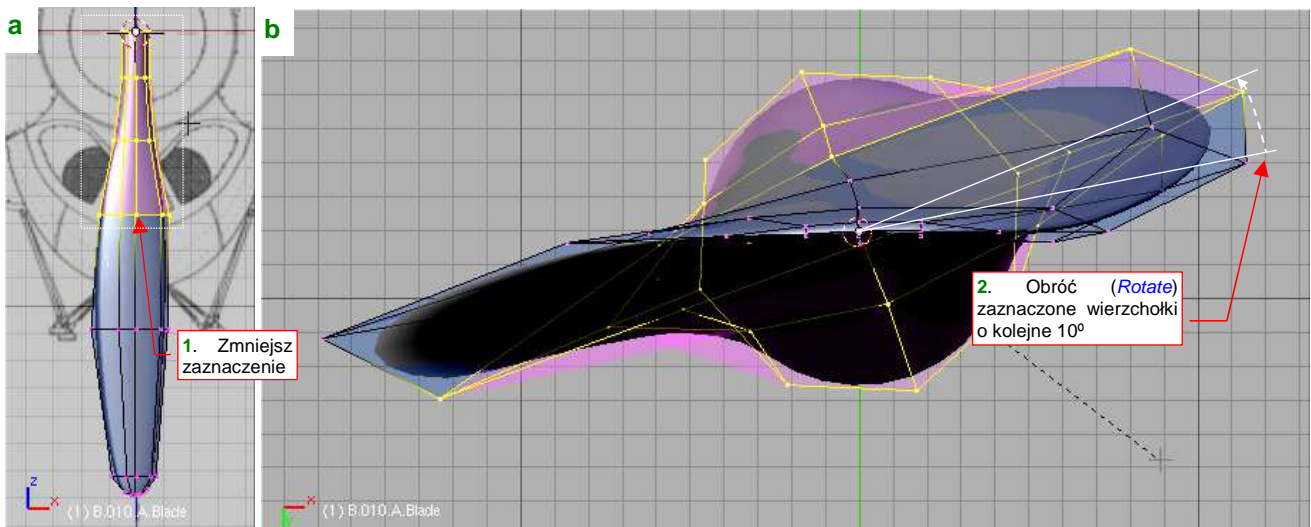 a
b
1. Zmniejsz
zaznaczenie
2. Obróć (Rotate)
zaznaczone wierzchołki
o kolejne 10º
z
x
(1) B.010.A.Blade
x
(1) B.010.A.Blade